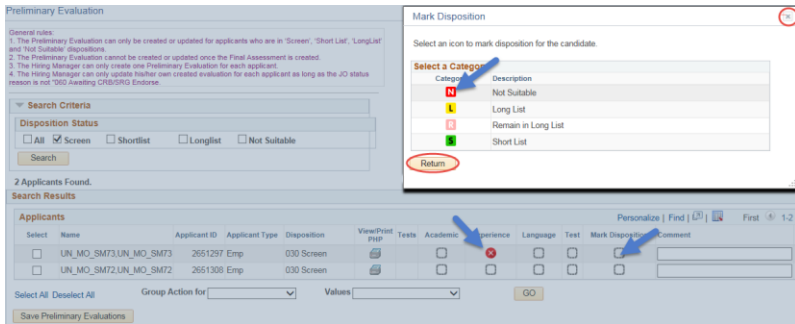 Preliminary Evaluation
General rules:
1. The Preliminary Evaluation can only be created or updated for applicants who are in 'Screen', 'Short List', 'LongList'
and 'Not Suitable' dispositions.
2. The Preliminary Evaluation cannot be created or updated once the Final Assessment is created.
3. The Hiring Manager can only create one Preliminary Evaluation for each applicant.
4. The Hiring Manager can only update his/her own created evaluation for each applicant as long as the JO status
reason is not "060 Awaiting CRB/SRG Endorse.
Search Criteria
Disposition Status
All Screen Shortlist Longlist Not Suitable
Search
2 Applicants Found.
Search Results
Mark Disposition
Select an icon to mark disposition for the candidate.
Select a Category
Categor Description
N Not Suitable
L Long List
R Remain in Long List
S Short List
Return
Applicants Personalize | Find | First 1-2
Select Name Applicant ID Applicant Type Disposition View/Print PHP Tests Academic Experience Language Test Mark Disposition Comment
UN_MO_SM73,UN_MO_SM73 2651297 Emp 030 Screen
UN_MO_SM72,UN_MO_SM72 2651308 Emp 030 Screen
Select All Deselect All Group Action for Values GO
Save Preliminary Evaluations